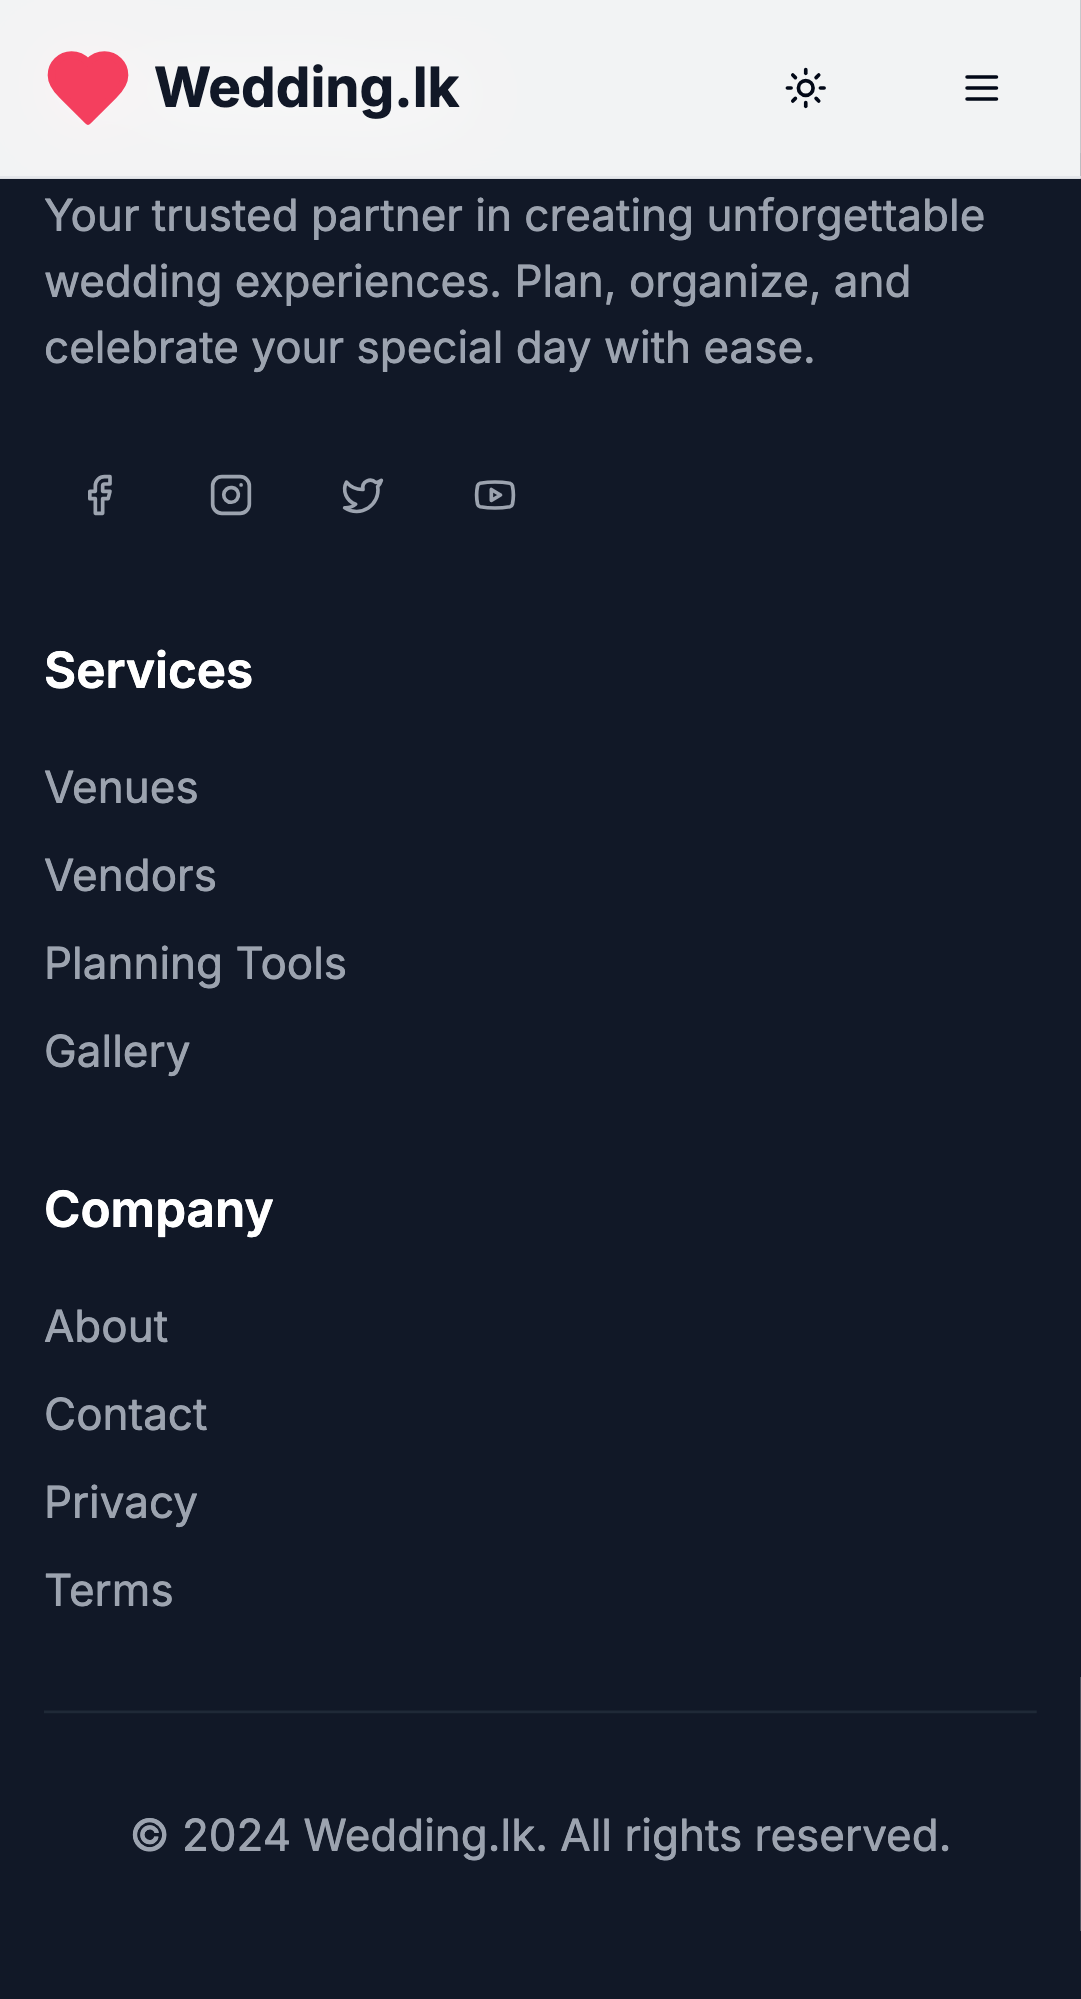 Wedding.lk
Your trusted partner in creating unforgettable
wedding experiences. Plan, organize, and
celebrate your special day with ease.
Services
Venues
Vendors
Planning Tools
Gallery
Company
About
Contact
Privacy
Terms
© 2024 Wedding.lk. All rights reserved.